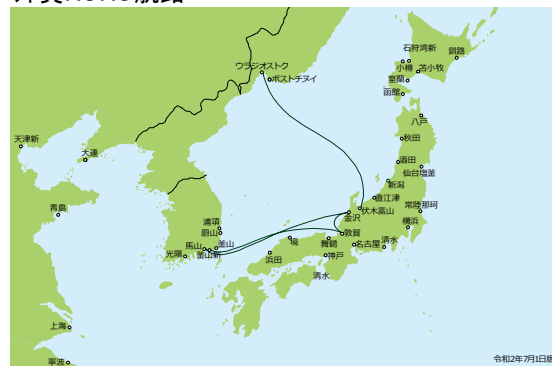 石狩湾新
釧路
小樽
苫小牧
室蘭
函館
ウラジオストク
ボストチヌイ
八戸
秋田
天津新
大連
酒田
仙台塩釜
新潟
直江津
青島
伏木富山
常陸那珂
金沢
浦項
蔚山
横浜
敦賀
馬山
釜山
境
舞鶴
名古屋
清水
光陽
釜山新
浜田
神戸
清水
上海
寧波
令和2年7月1日版